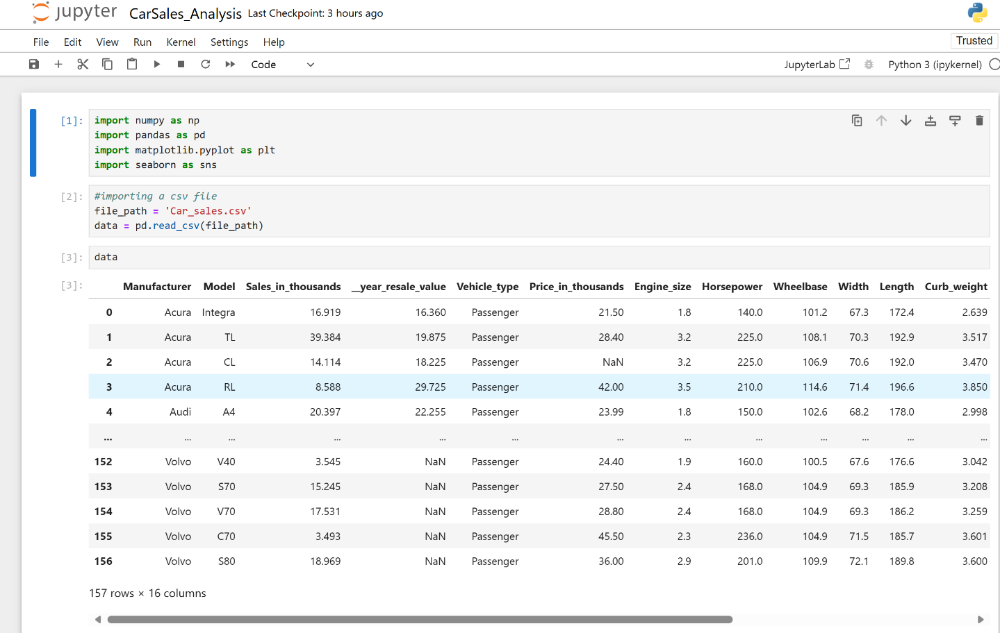 jupyter CarSales_Analysis Last Checkpoint: 3 hours ago
File Edit View Run Kernel Settings Help Trusted
Code JupyterLab Python 3 (ipykernel)
[1]: import numpy as np
import pandas as pd
import matplotlib.pyplot as plt
import seaborn as sns
[2]: #importing a csv file
file_path = 'Car_sales.csv'
data = pd.read_csv(file_path)
[3]: data
[3]: Manufacturer Model Sales_in_thousands __year_resale_value Vehicle_type Price_in_thousands Engine_size Horsepower Wheelbase Width Length Curb_weight
0 Acura Integra 16.919 16.360 Passenger 21.50 1.8 140.0 101.2 67.3 172.4 2.639
1 Acura TL 39.384 19.875 Passenger 28.40 3.2 225.0 108.1 70.3 192.9 3.517
2 Acura CL 14.114 18.225 Passenger NaN 3.2 225.0 106.9 70.6 192.0 3.470
3 Acura RL 8.588 29.725 Passenger 42.00 3.5 210.0 114.6 71.4 196.6 3.850
4 Audi A4 20.397 22.255 Passenger 23.99 1.8 150.0 102.6 68.2 178.0 2.998
... ... ... ... ... ... ... ... ... ... ... ... ...
152 Volvo V40 3.545 NaN Passenger 24.40 1.9 160.0 100.5 67.6 176.6 3.042
153 Volvo S70 15.245 NaN Passenger 27.50 2.4 168.0 104.9 69.3 185.9 3.208
154 Volvo V70 17.531 NaN Passenger 28.80 2.4 168.0 104.9 69.3 186.2 3.259
155 Volvo C70 3.493 NaN Passenger 45.50 2.3 236.0 104.9 71.5 185.7 3.601
156 Volvo S80 18.969 NaN Passenger 36.00 2.9 201.0 109.9 72.1 189.8 3.600
157 rows × 16 columns